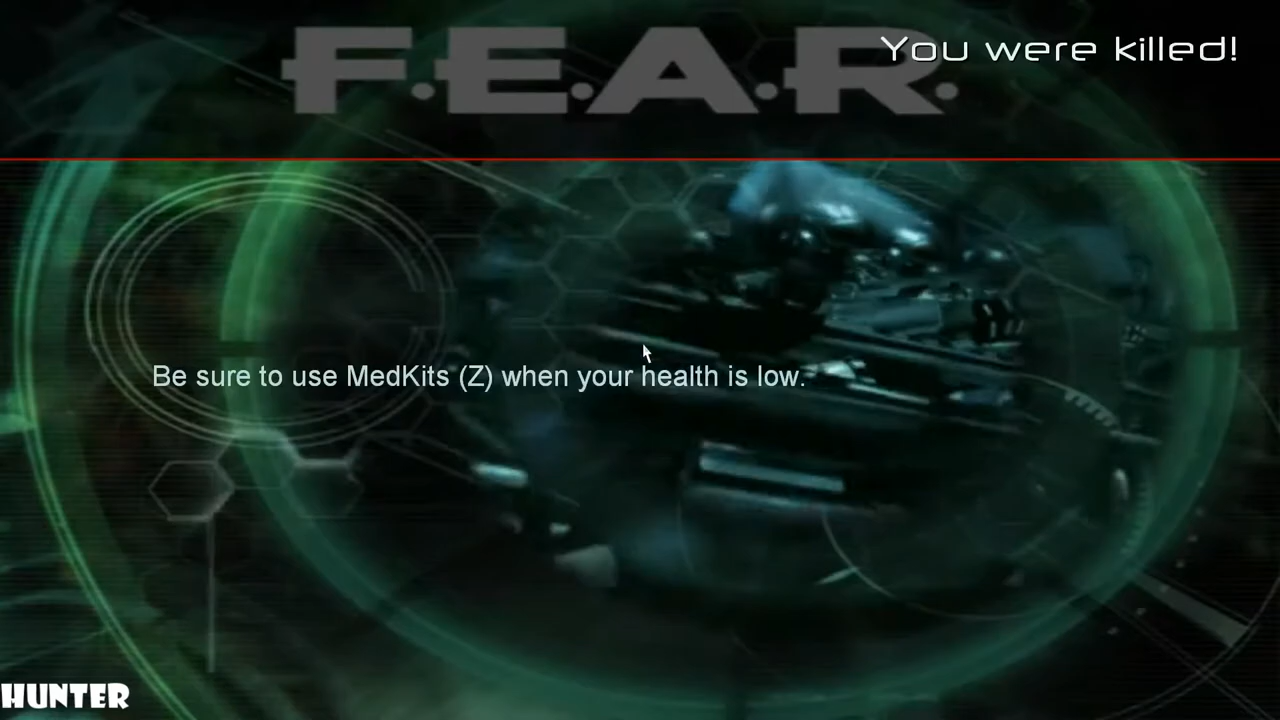 F.E.A.R.
You were killed!
Be sure to use MedKits (Z) when your health is low.
HUNTER